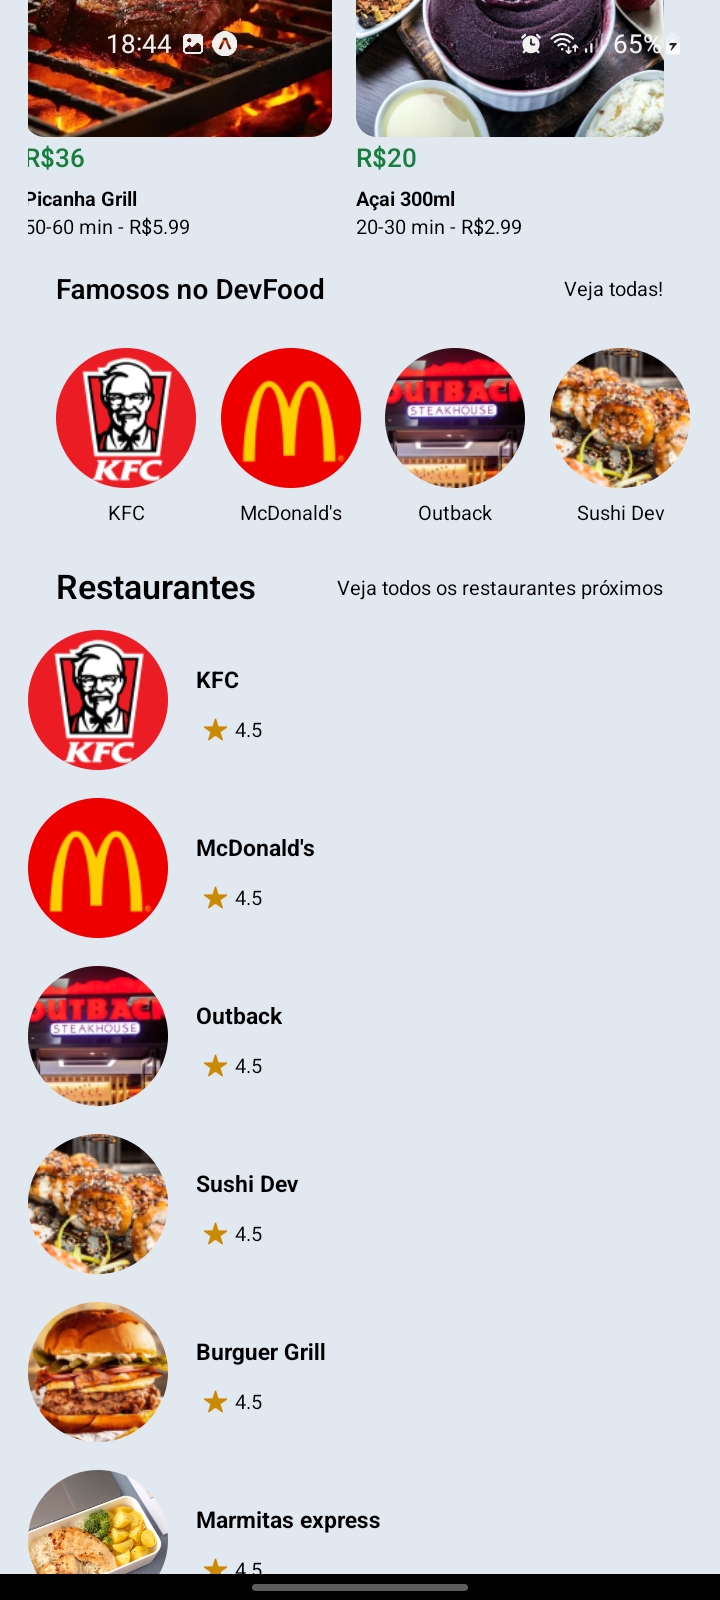 18:44 65%
R$36 R$20
Picanha Grill Açai 300ml
50-60 min - R$5.99 20-30 min - R$2.99
Famosos no DevFood Veja todas!
KFC OUTBACK
STEAKHOUSE
KFC McDonald's Outback Sushi Dev
Restaurantes Veja todos os restaurantes próximos
KFC
KFC
4.5
McDonald's
4.5
OUTBACK
STEAKHOUSE
Outback
4.5
Sushi Dev
4.5
Burguer Grill
4.5
Marmitas express
4.5